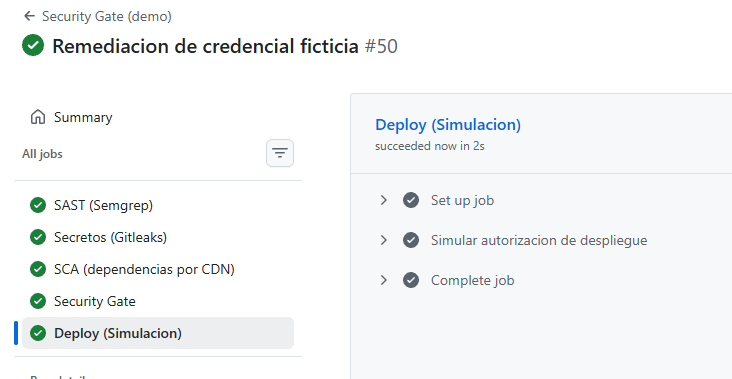 Security Gate (demo)
Remediacion de credencial ficticia #50
Summary
All jobs
SAST (Semgrep)
Secretos (Gitleaks)
SCA (dependencias por CDN)
Security Gate
Deploy (Simulacion)
Deploy (Simulacion)
succeeded now in 2s
Set up job
Simular autorizacion de despliegue
Complete job